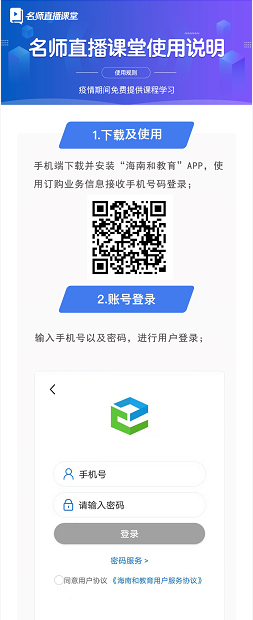 名师直播课堂
名师直播课堂使用说明
使用规则
疫情期间免费提供课程学习
1.下载及使用
手机端下载并安装“海南和教育”APP，使
用订购业务信息接收手机号码登录；
2.账号登录
输入手机号以及密码，进行用户登录；
手机号
请输入密码
登录
密码服务 >
同意用户协议《海南和教育用户服务协议》